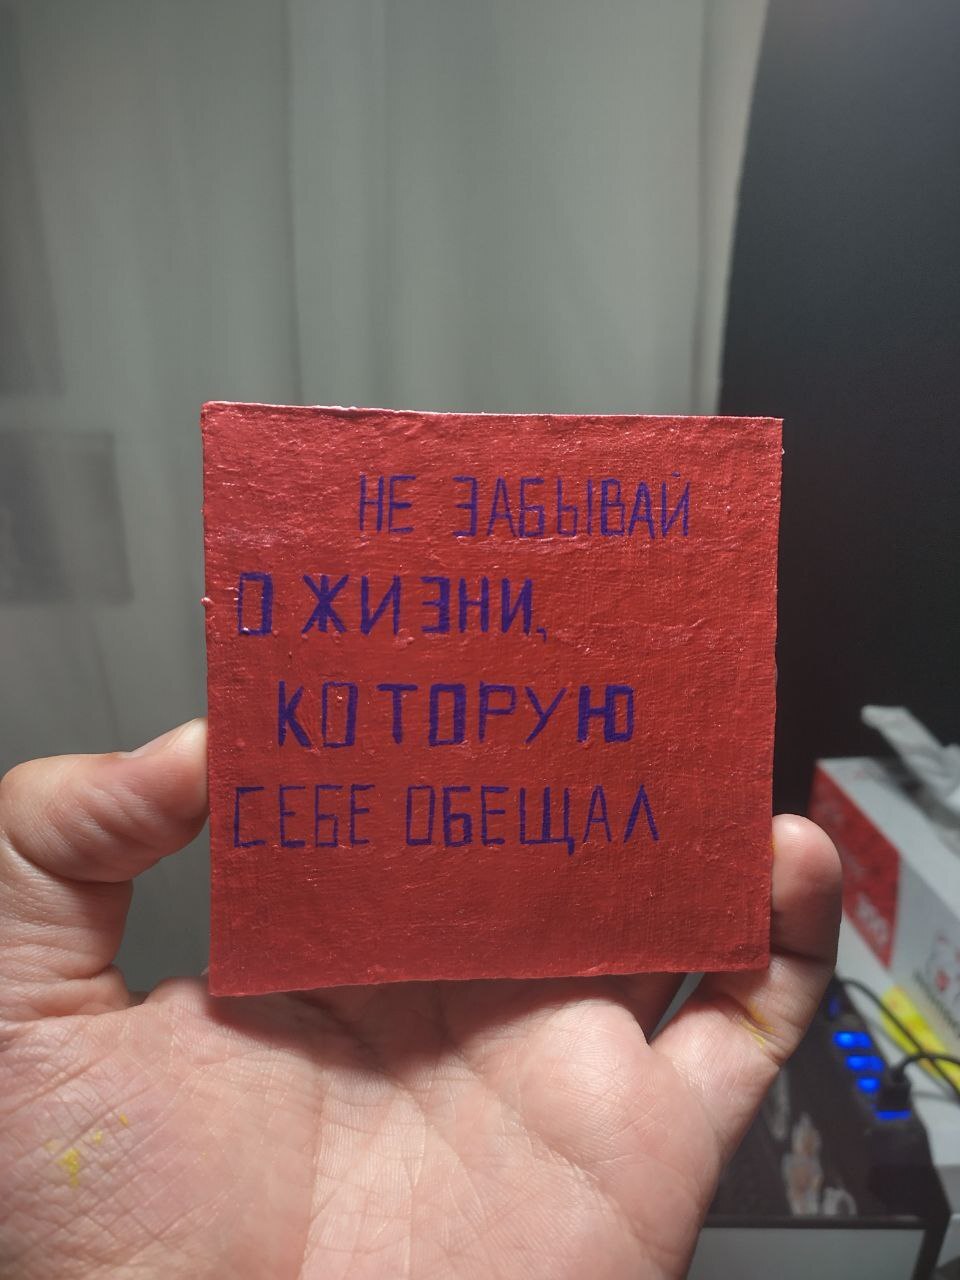 НЕ ЗАБЫВАЙ
О ЖИЗНИ,
КОТОРУЮ
СЕБЕ ОБЕЩАЛ